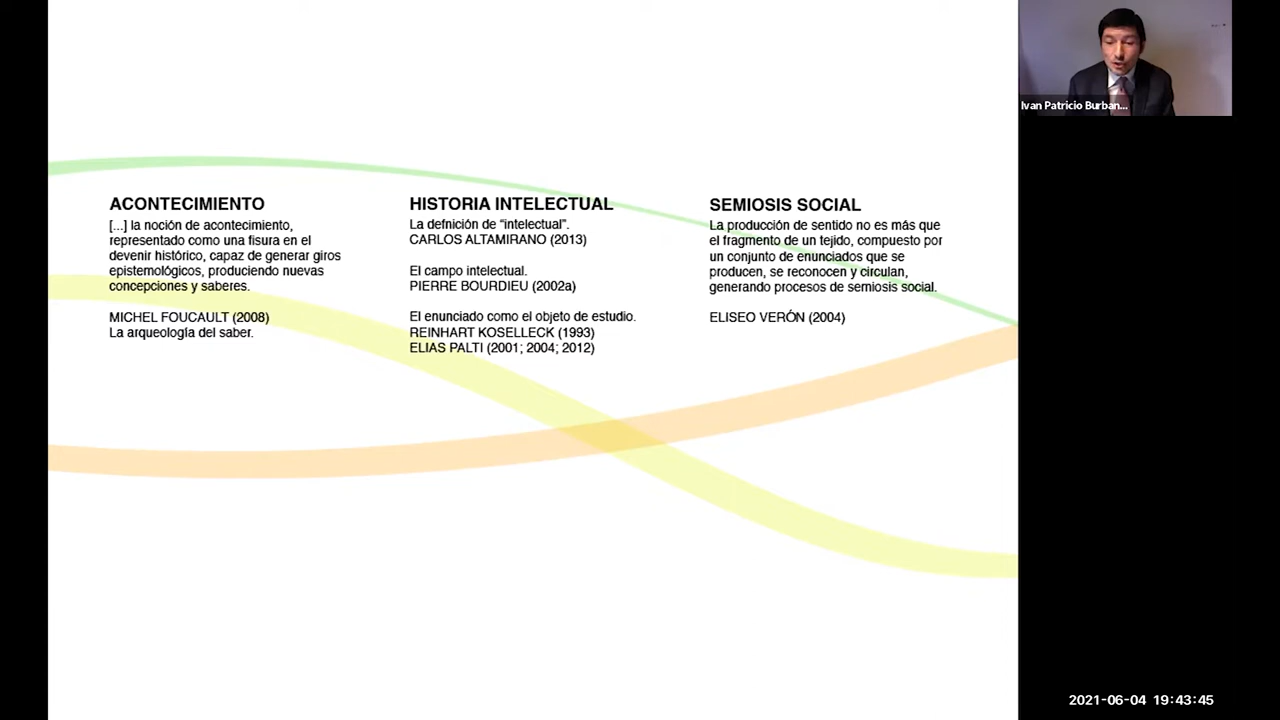 ACONTECIMIENTO
[...] la noción de acontecimiento,
representado como una fisura en el
devenir histórico, capaz de generar giros
epistemológicos, produciendo nuevas
concepciones y saberes.
MICHEL FOUCAULT (2008)
La arqueología del saber.
HISTORIA INTELECTUAL
La defnición de “intelectual”.
CARLOS ALTAMIRANO (2013)
El campo intelectual.
PIERRE BOURDIEU (2002a)
El enunciado como el objeto de estudio.
REINHART KOSELLECK (1993)
ELIAS PALTI (2001; 2004; 2012)
SEMIOSIS SOCIAL
La producción de sentido no es más que
el fragmento de un tejido, compuesto por
un conjunto de enunciados que se
producen, se reconocen y circulan,
generando procesos de semiosis social.
ELISEO VERÓN (2004)
Ivan Patricio Burban...
2021-06-04 19:43:45